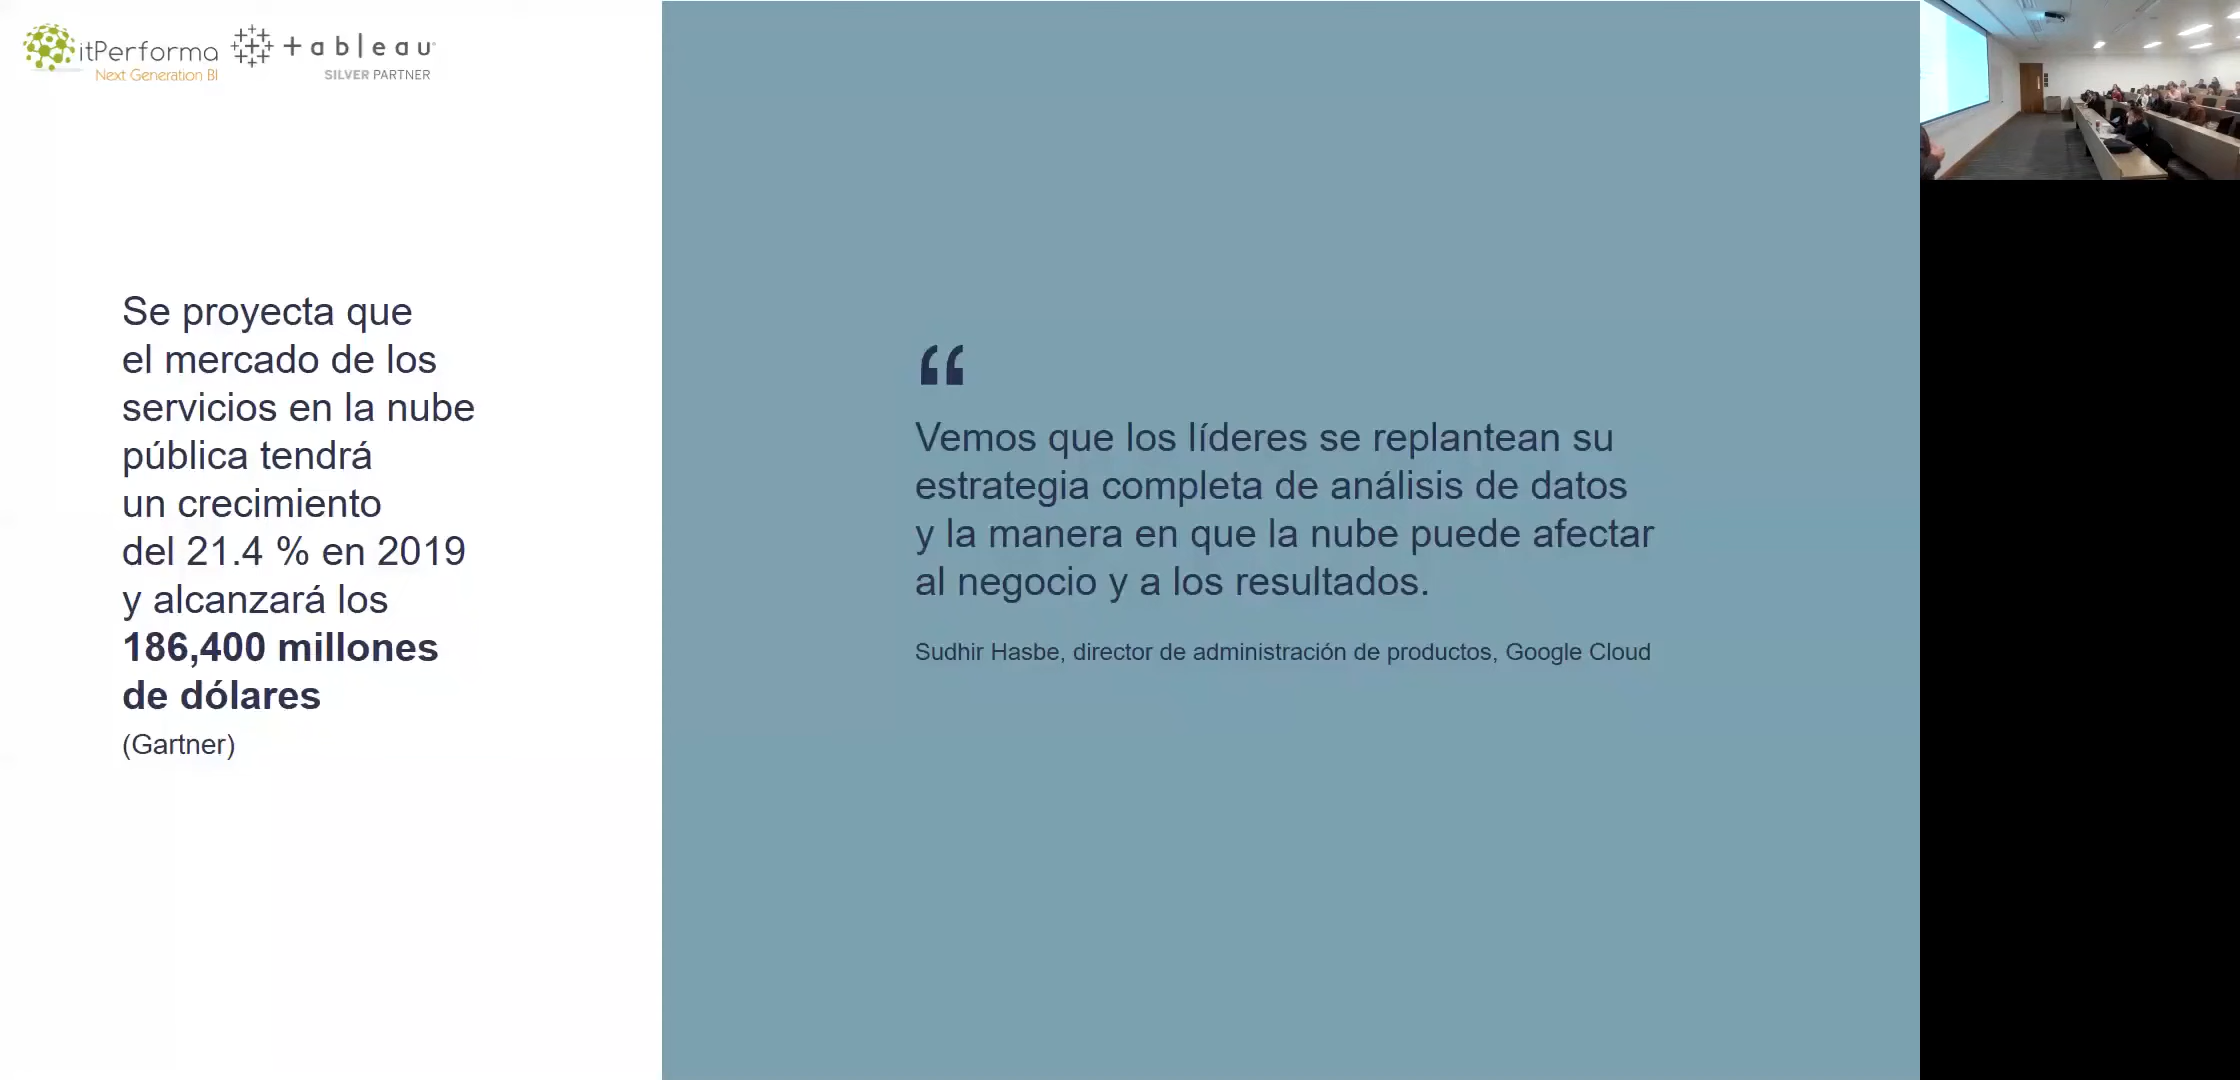 itPerforma
Next Generation BI
+ableau
SILVER PARTNER
Se proyecta que
el mercado de los
servicios en la nube
pública tendrá
un crecimiento
del 21.4 % en 2019
y alcanzará los
186,400 millones
de dólares
(Gartner)
“
Vemos que los líderes se replantean su
estrategia completa de análisis de datos
y la manera en que la nube puede afectar
al negocio y a los resultados.
Sudhir Hasbe, director de administración de productos, Google Cloud